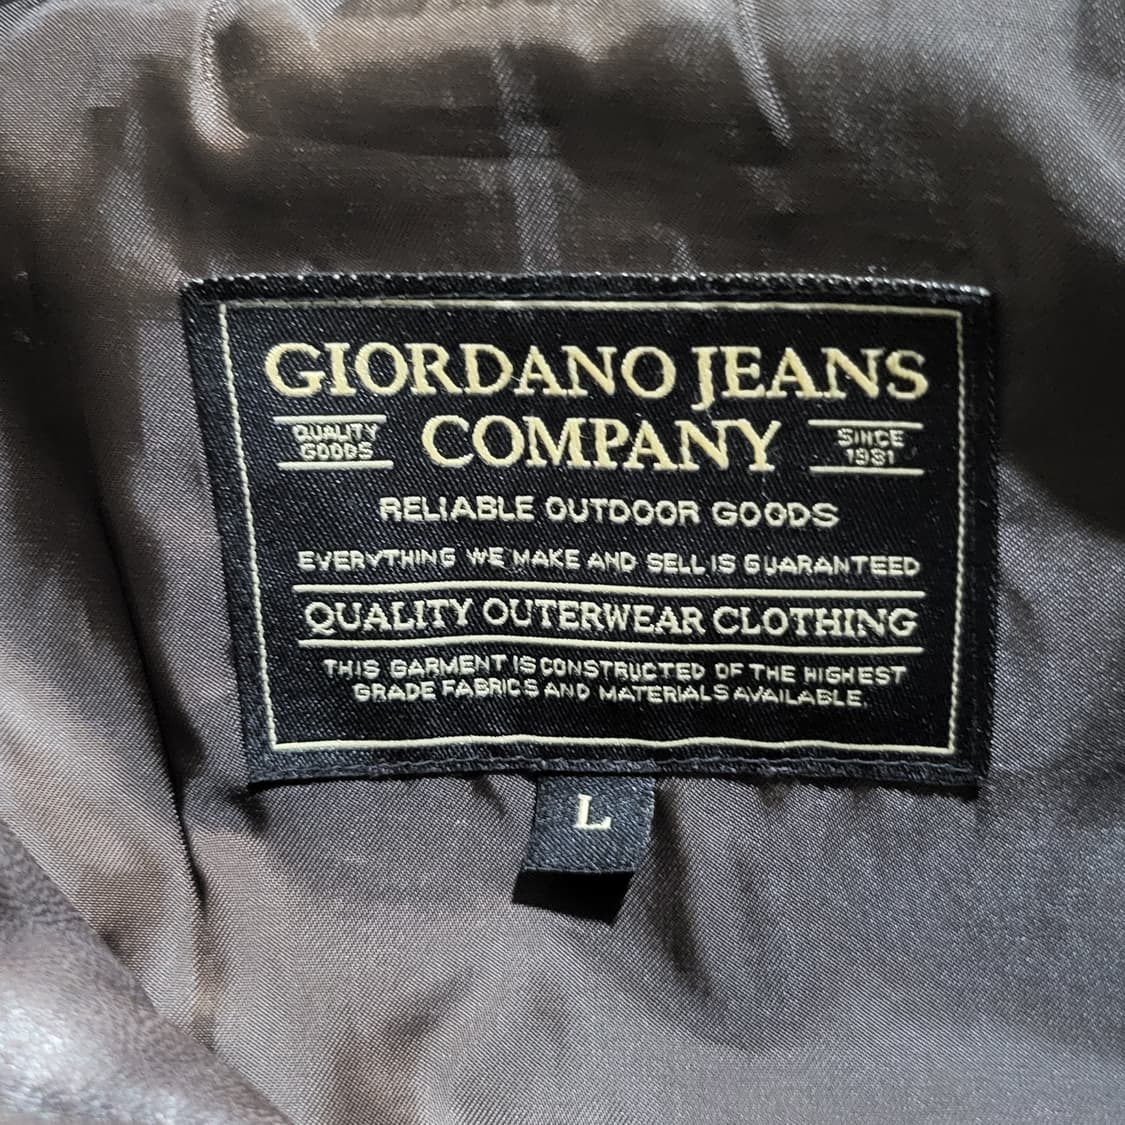 GIORDANO JEANS
COMPANY
QUALITY
GOODS
SINCE
1981
RELIABLE OUTDOOR GOODS
EVERYTHING WE MAKE AND SELL IS GUARANTEED
QUALITY OUTERWEAR CLOTHING
THIS GARMENT IS CONSTRUCTED OF THE HIGHEST
GRADE FABRICS AND MATERIALS AVAILABLE.
L